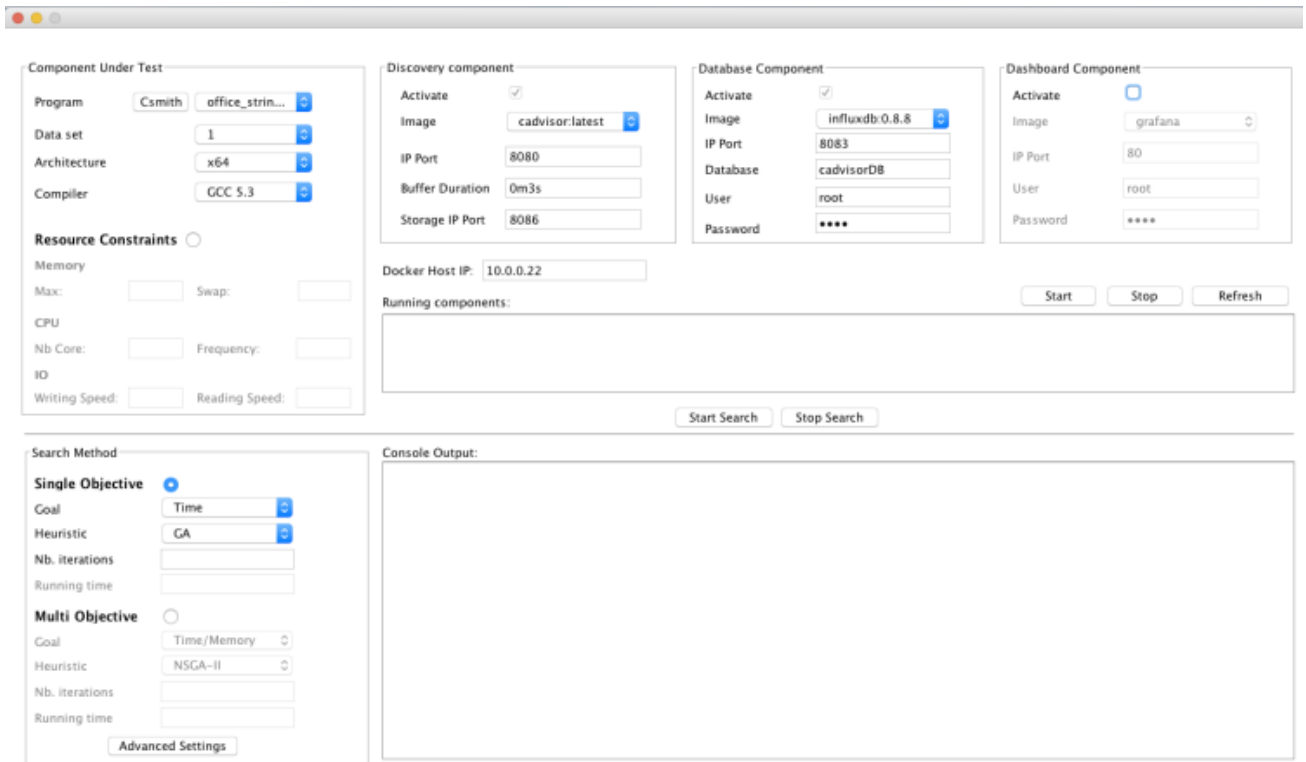 Component Under Test
Program Csmith office_strin...
Data set 1
Architecture x64
Compiler GCC 5.3
Resource Constraints
Memory
Max: Swap:
CPU
Nb Core: Frequency:
IO
Writing Speed: Reading Speed:
Discovery component
Activate
Image cadvisor:latest
IP Port 8080
Buffer Duration 0m3s
Storage IP Port 8086
Database Component
Activate
Image influxdb:0.8.8
IP Port 8083
Database cadvisorDB
User root
Password ••••
Dashboard Component
Activate
Image grafana
IP Port 80
User root
Password ••••
Docker Host IP: 10.0.0.22
Running components:
Start Stop Refresh
Start Search Stop Search
Search Method
Single Objective
Goal Time
Heuristic GA
Nb. iterations
Running time
Multi Objective
Goal Time/Memory
Heuristic NSGA-II
Nb. iterations
Running time
Advanced Settings
Console Output: